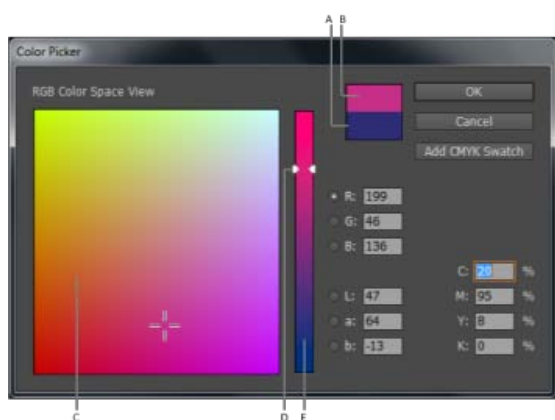 A B
Color Picker
RGB Color Space View
OK
Cancel
Add CMYK Swatch
R: 199
G: 46
B: 136
C: 20 %
L: 47
M: 95 %
a: 64
Y: 8 %
b: -13
K: 0 %
C D E